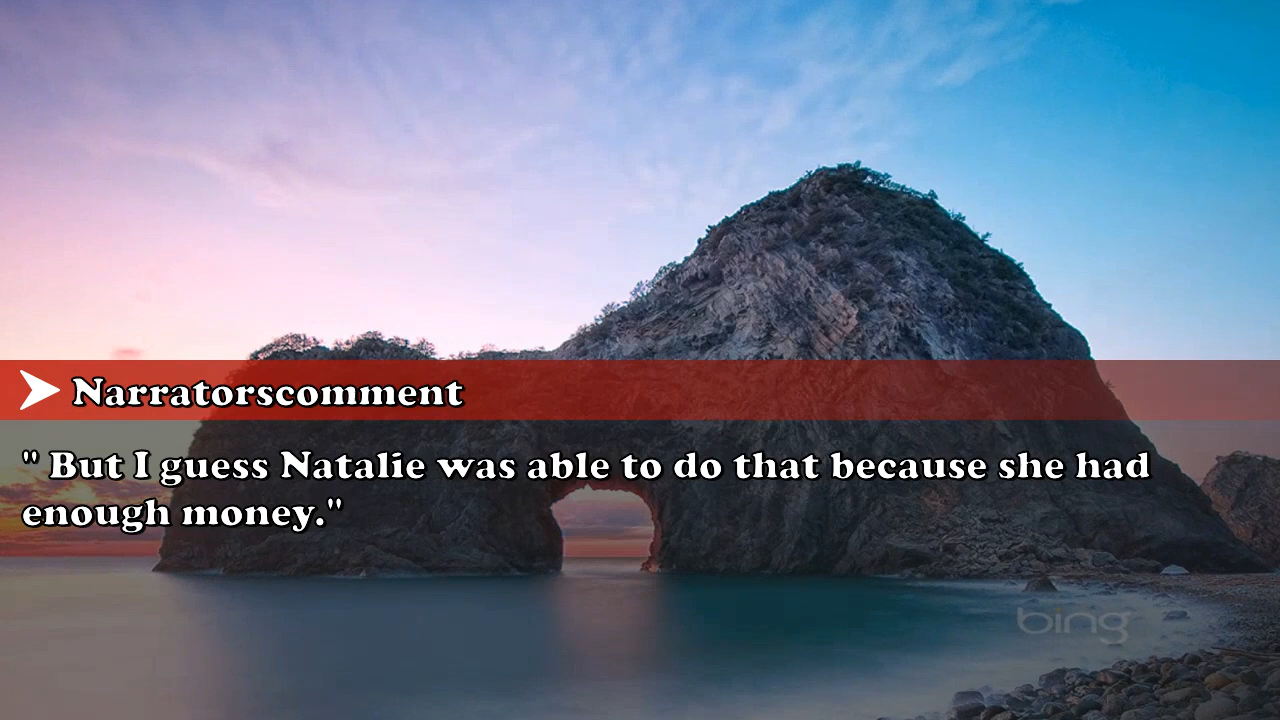 Narratorscomment
" But I guess Natalie was able to do that because she had
enough money."
bing